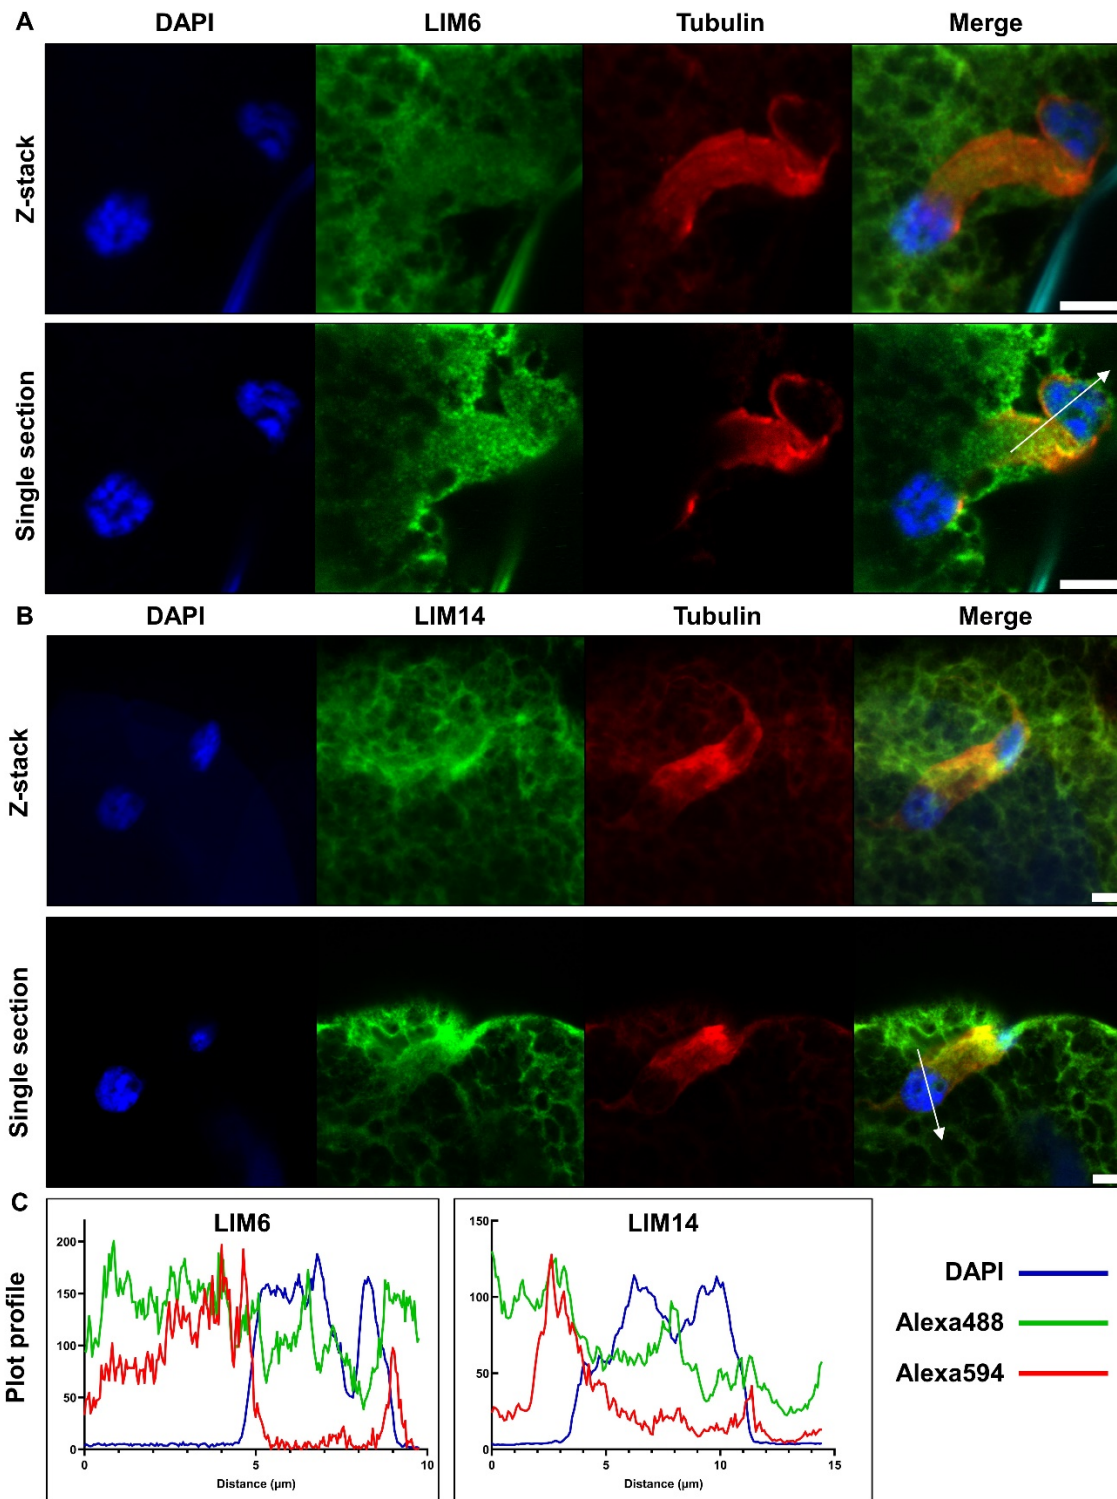 A
DAPI LIM6 Tubulin Merge
Z-stack
Single section
B
DAPI LIM14 Tubulin Merge
Z-stack
Single section
C
Plot profile
LIM6
200
150
100
50
0
0 5 10
Distance (µm)
LIM14
150
100
50
0
0 5 10 15
Distance (µm)
DAPI
Alexa488
Alexa594